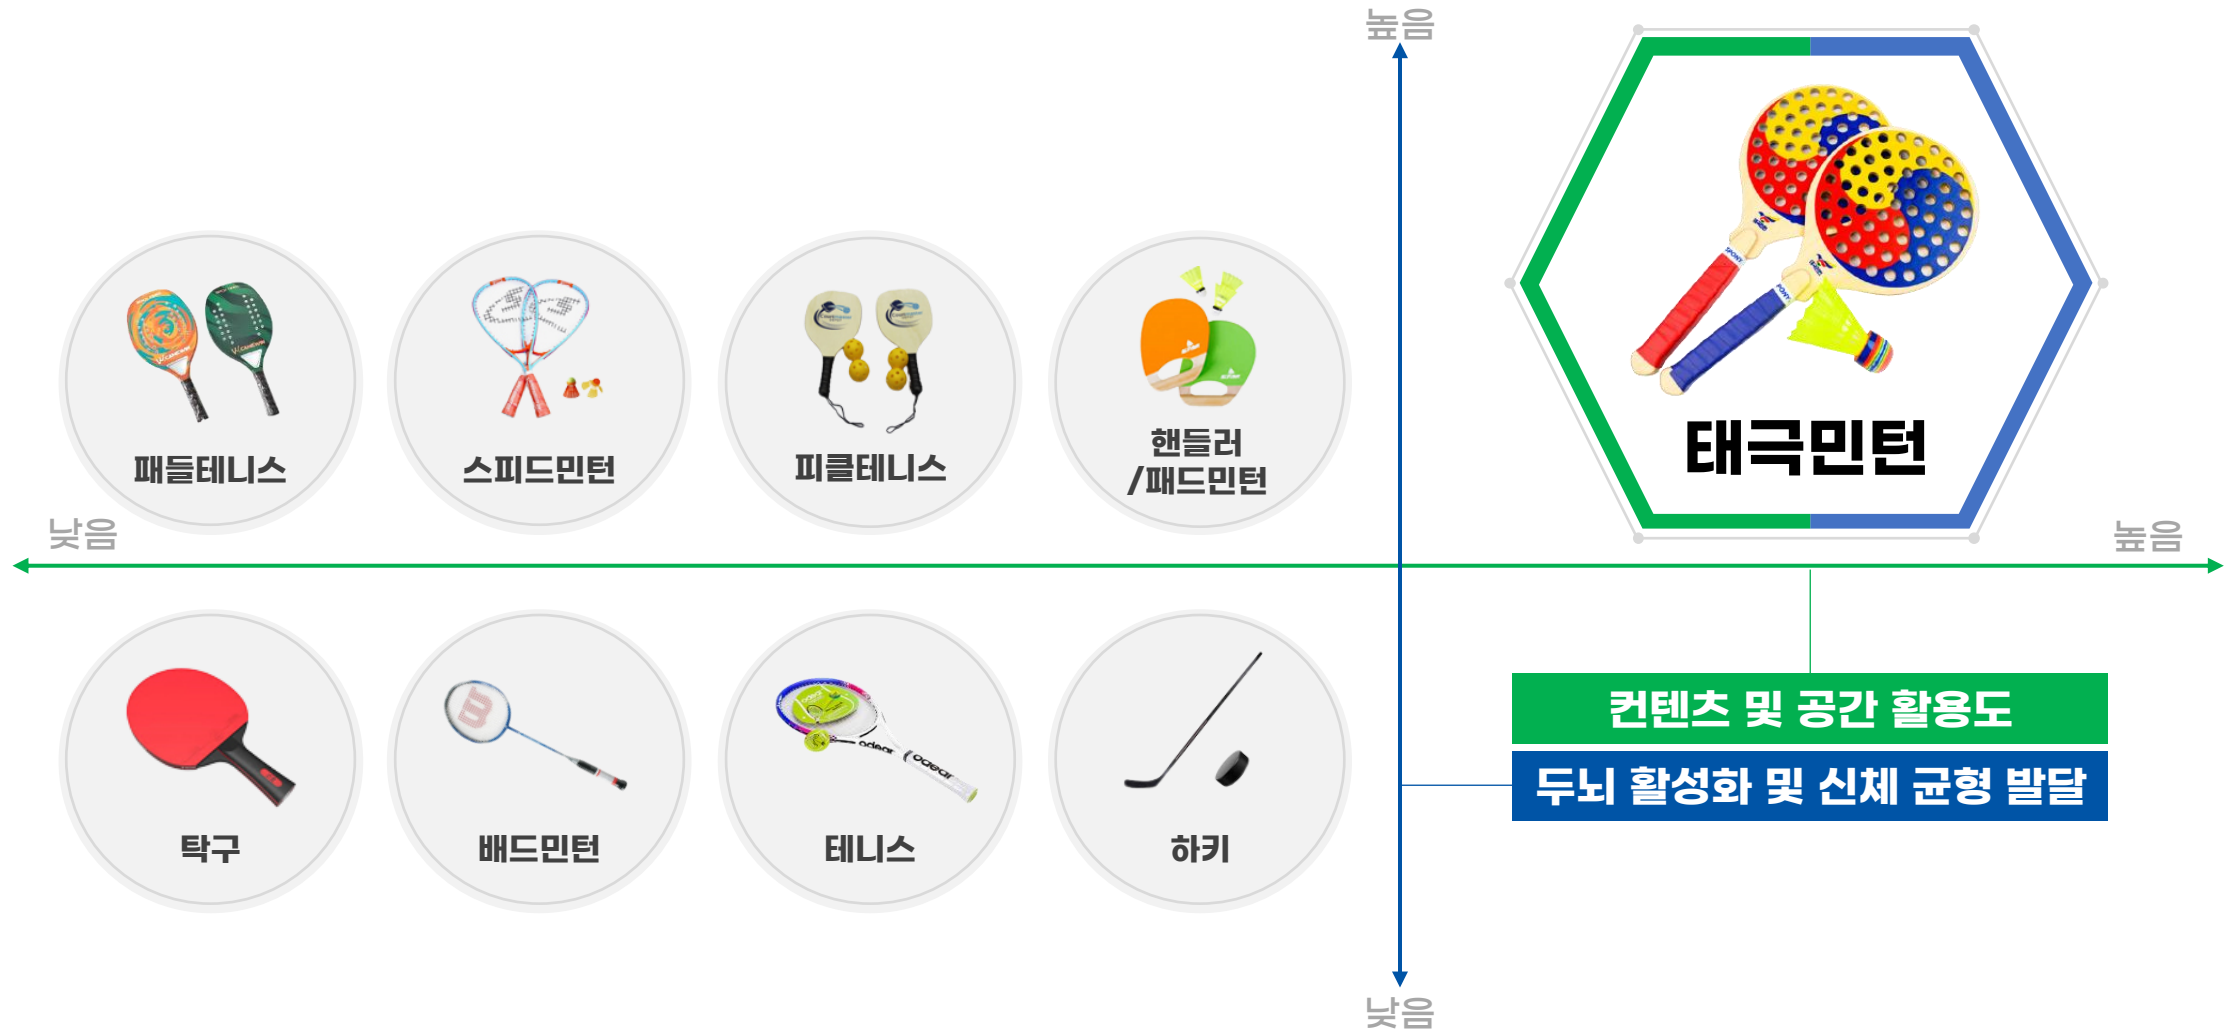 높음
태극민턴
패들테니스
스피드민턴
피클테니스
핸들러
/패드민턴
낮음
높음
컨텐츠 및 공간 활용도
두뇌 활성화 및 신체 균형 발달
탁구
배드민턴
테니스
하키
낮음